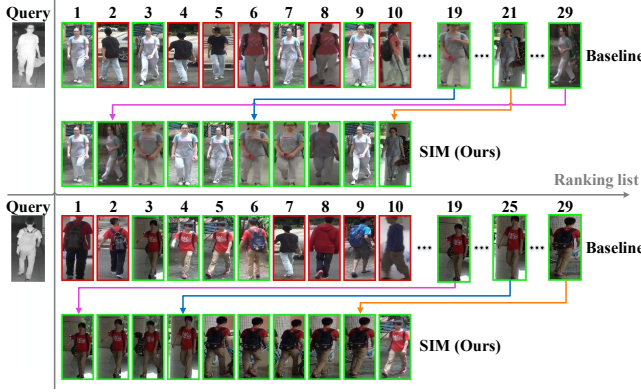 Query 1 2 3 4 5 6 7 8 9 10 19 21 29
... ... ...
Baseline
SIM (Ours)
Ranking list
Query 1 2 3 4 5 6 7 8 9 10 19 25 29
... ... ...
Baseline
SIM (Ours)